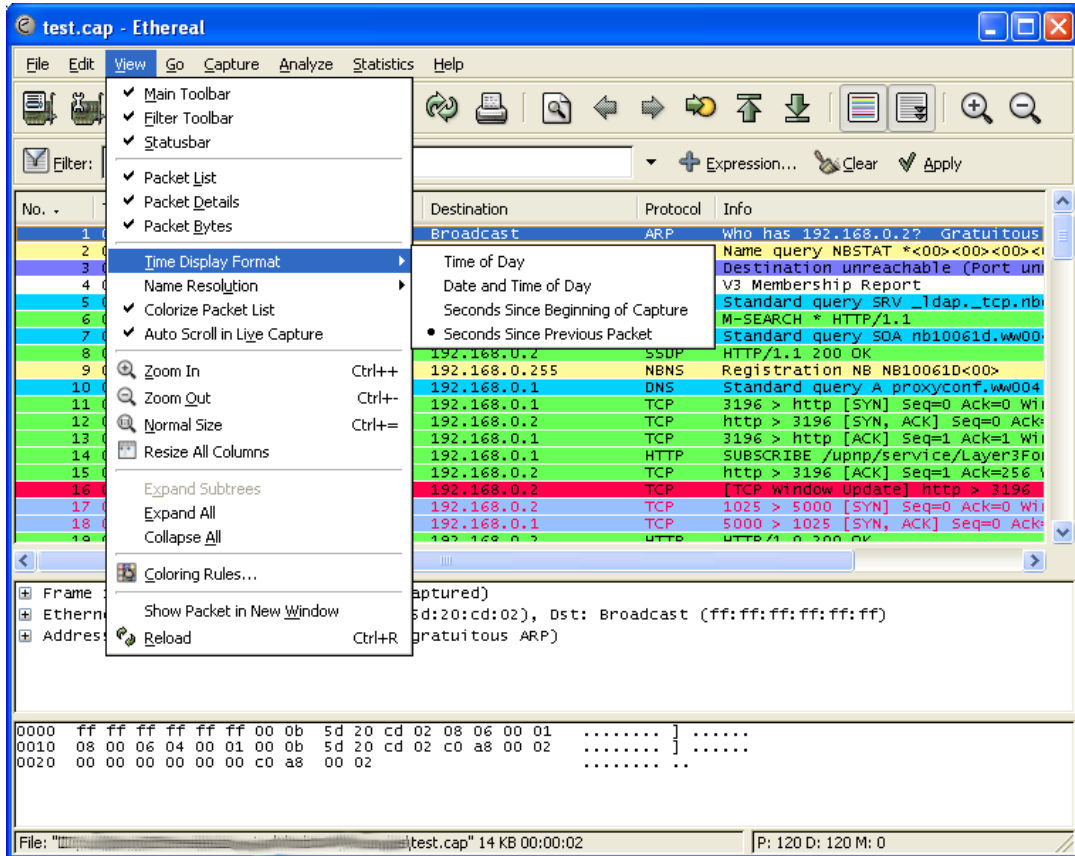 test.cap - Ethereal
File Edit View Go Capture Analyze Statistics Help
Filter: Expression... Clear Apply
Main Toolbar
Filter Toolbar
Statusbar
Packet List
Packet Details
Packet Bytes
Time Display Format
Name Resolution
Colorize Packet List
Auto Scroll in Live Capture
Zoom In Ctrl++
Zoom Out Ctrl+-
Normal Size Ctrl+=
Resize All Columns
Expand Subtrees
Expand All
Collapse All
Coloring Rules...
Show Packet in New Window
Reload Ctrl+R
Time of Day
Date and Time of Day
Seconds Since Beginning of Capture
Seconds Since Previous Packet
No. Destination Protocol Info
1 Broadcast ARP Who has 192.168.0.2? Gratuitous
2 Name query NBSTAT *<00><00><00><
3 Destination unreachable (Port un
4 V3 Membership Report
5 Standard query SRV _ldap._tcp.nb
6 M-SEARCH * HTTP/1.1
7 Standard query SOA nb10061d.ww00
8 192.168.0.2 SSDP HTTP/1.1 200 OK
9 192.168.0.255 NBNS Registration NB NB10061D<00>
10 192.168.0.1 DNS Standard query A proxyconf.ww004
11 192.168.0.1 TCP 3196 > http [SYN] Seq=0 Ack=0 Wi
12 192.168.0.2 TCP http > 3196 [SYN, ACK] Seq=0 Ack
13 192.168.0.1 TCP 3196 > http [ACK] Seq=1 Ack=1 Wi
14 192.168.0.1 HTTP SUBSCRIBE /upnp/service/Layer3Fo
15 192.168.0.2 TCP http > 3196 [ACK] Seq=1 Ack=256
16 192.168.0.2 TCP [TCP Window Update] http > 3196
17 192.168.0.2 TCP 1025 > 5000 [SYN] Seq=0 Ack=0 Wi
18 192.168.0.1 TCP 5000 > 1025 [SYN, ACK] Seq=0 Ack
19 192.168.0.2 HTTP HTTP/1.0 200 OK
Frame aptured)
Ethern 5d:20:cd:02), Dst: Broadcast (ff:ff:ff:ff:ff:ff)
Address gratuitous ARP)
0000 ff ff ff ff ff ff 00 0b 5d 20 cd 02 08 06 00 01 ........ ] ......
0010 08 00 06 04 00 01 00 0b 5d 20 cd 02 c0 a8 00 02 ........ ] ......
0020 00 00 00 00 00 00 c0 a8 00 02 ........ ..
File: " \test.cap" 14 KB 00:00:02 P: 120 D: 120 M: 0